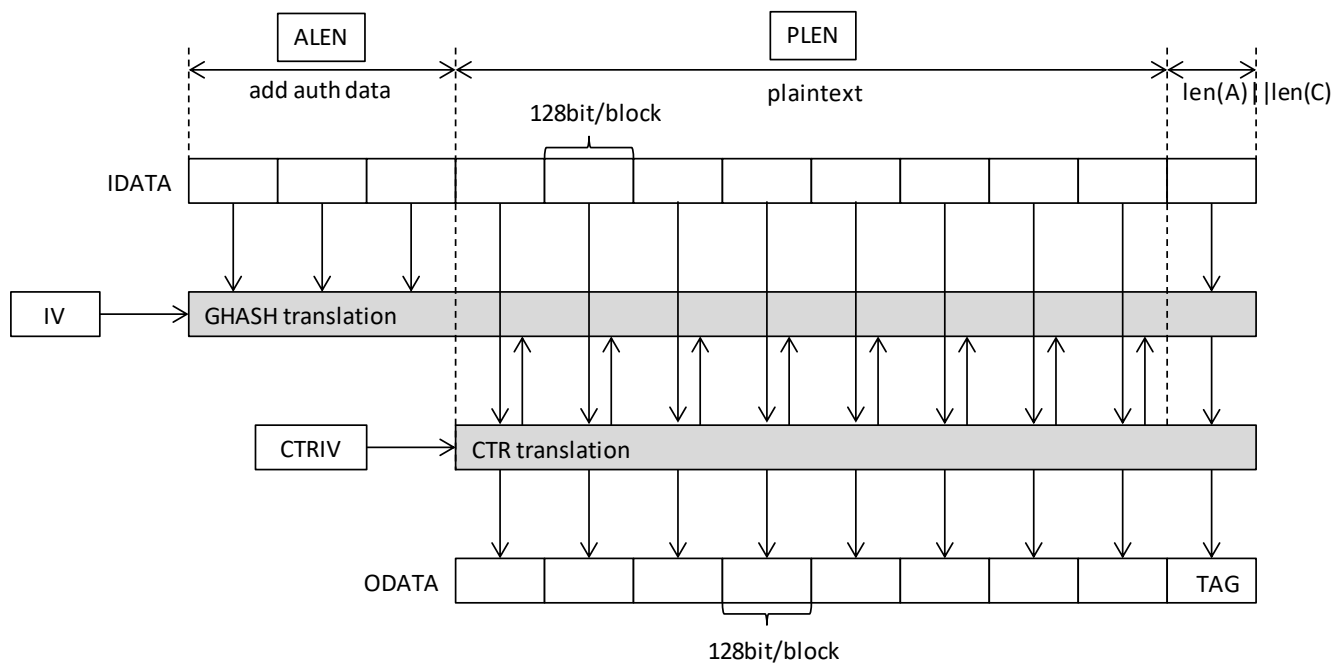 ALEN
PLEN
add auth data
plaintext
len(A)||len(C)
128bit/block
IDATA
IV
GHASH translation
CTRIV
CTR translation
ODATA
TAG
128bit/block